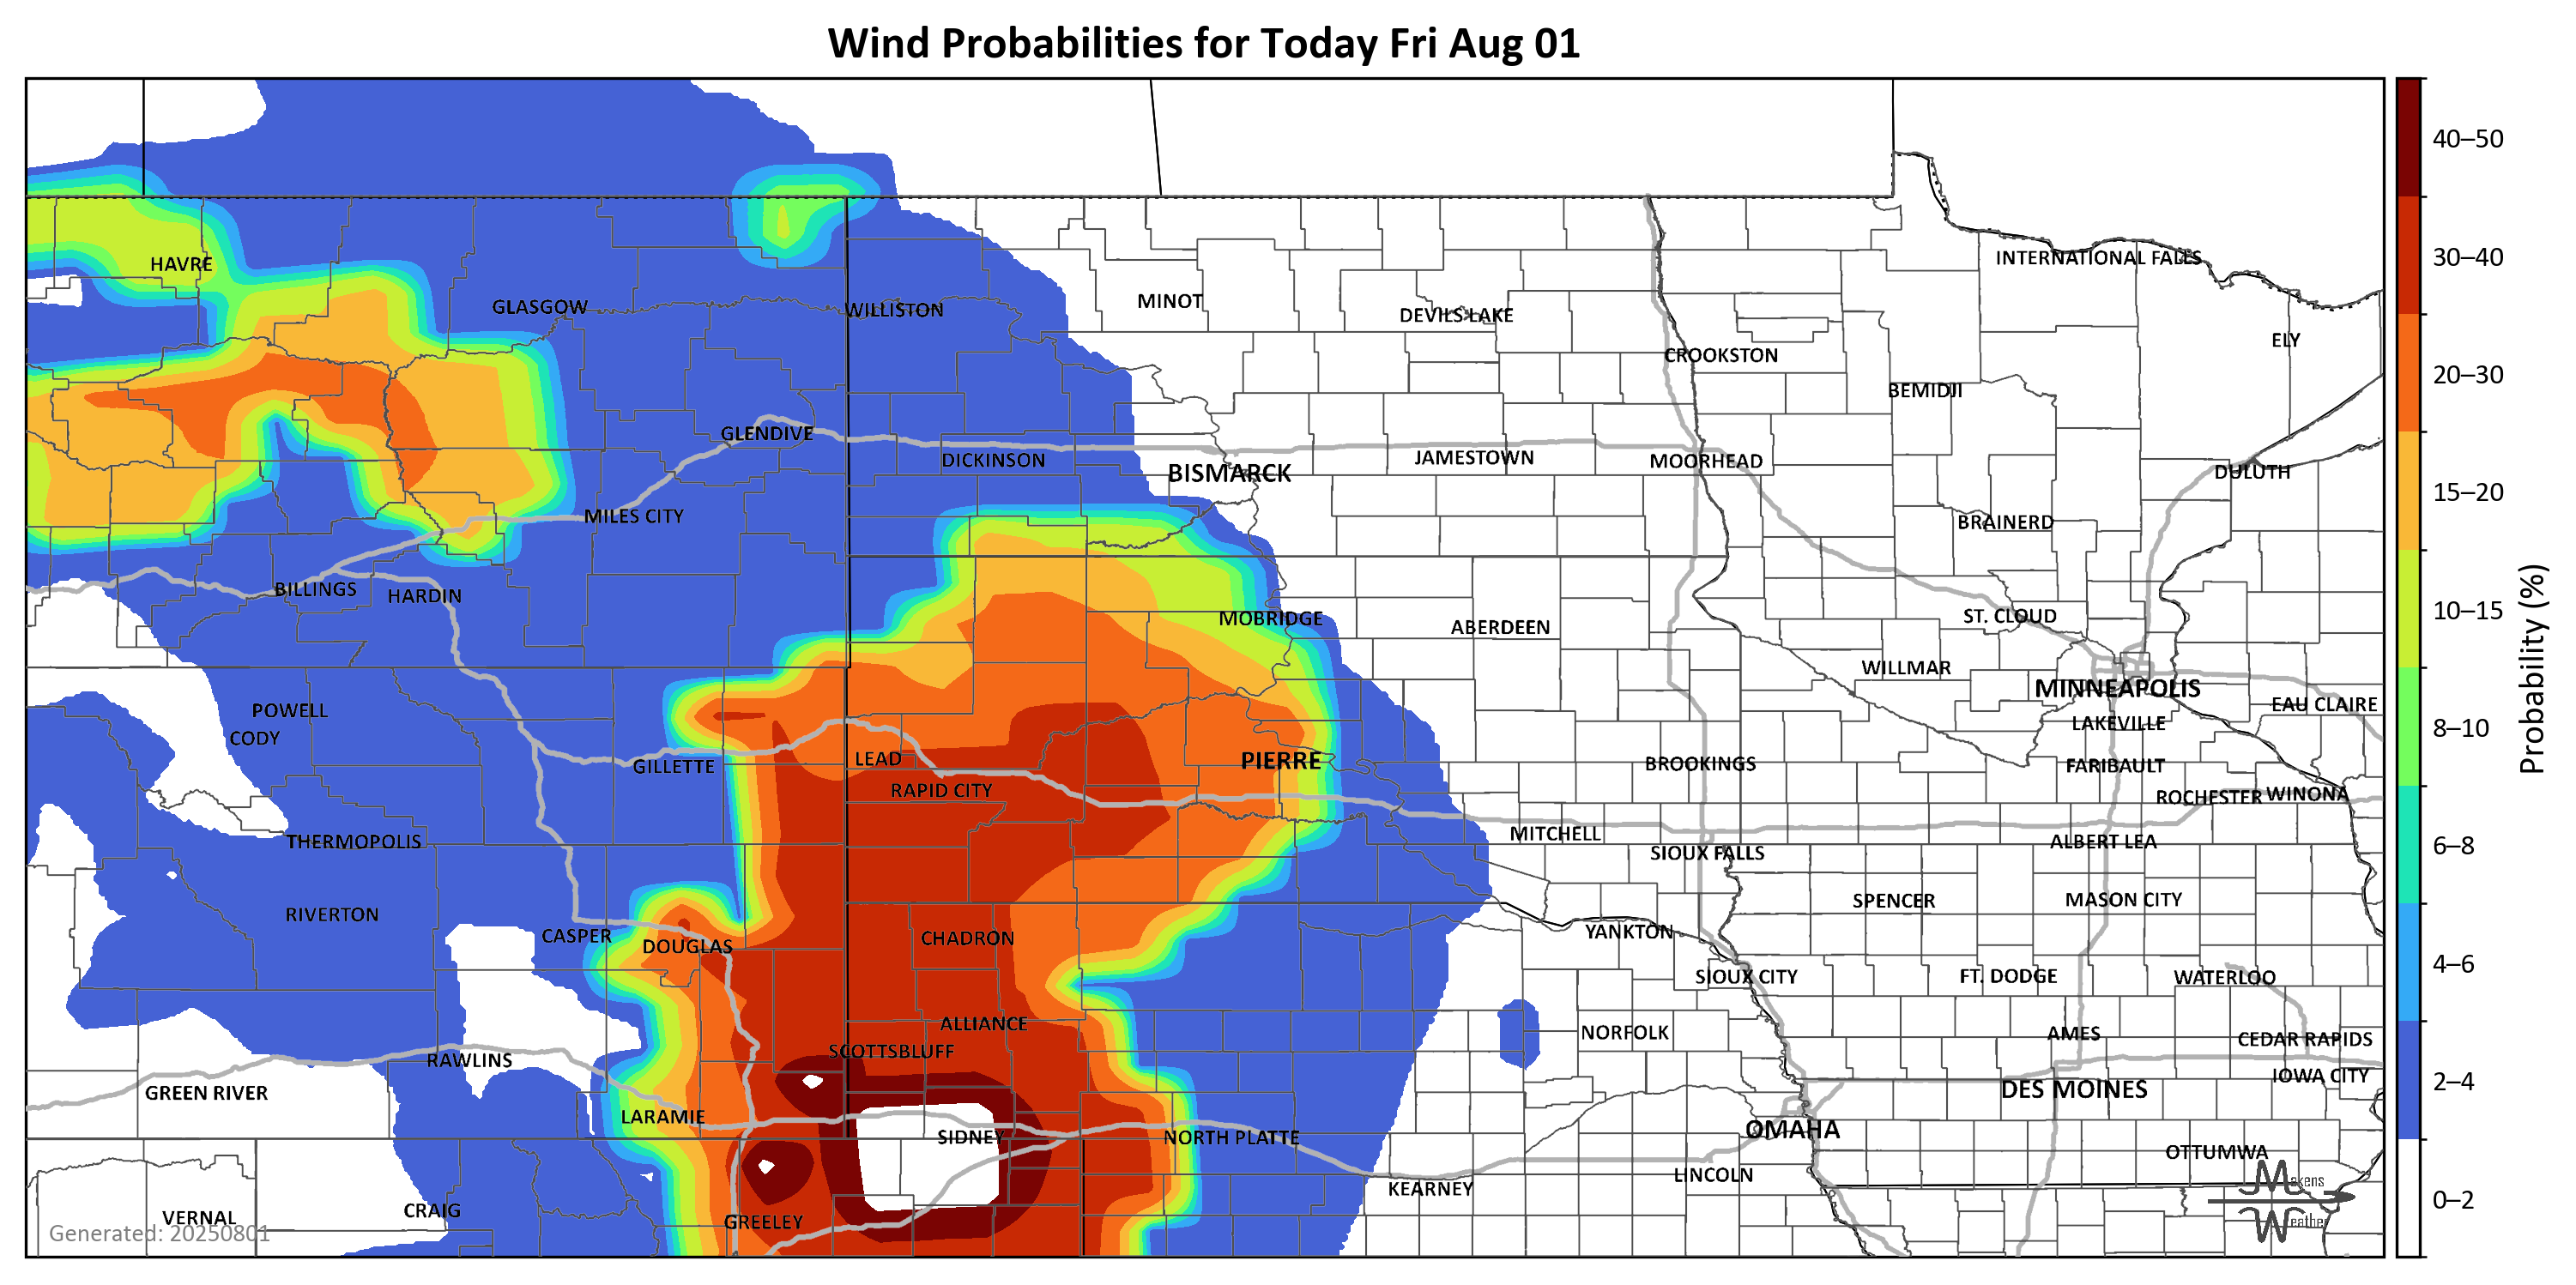 Wind Probabilities for Today Fri Aug 01
40–50
30–40
20–30
15–20
10–15
8–10
6–8
4–6
2–4
0–2
Probability (%)
HAVRE
GLASGOW
WILLISTON
MINOT
DEVILS LAKE
CROOKSTON
INTERNATIONAL FALLS
ELY
BEMIDJI
GLENDIVE
DICKINSON
BISMARCK
JAMESTOWN
MOORHEAD
DULUTH
MILES CITY
BRAINERD
BILLINGS
HARDIN
MOBRIDGE
ABERDEEN
ST. CLOUD
WILLMAR
MINNEAPOLIS
EAU CLAIRE
LAKEVILLE
POWELL
CODY
GILLETTE
LEAD
RAPID CITY
PIERRE
BROOKINGS
FARIBAULT
ROCHESTER
WINONA
THERMOPOLIS
MITCHELL
SIOUX FALLS
ALBERT LEA
RIVERTON
SPENCER
MASON CITY
CASPER
DOUGLAS
CHADRON
YANKTON
SIOUX CITY
FT. DODGE
WATERLOO
ALLIANCE
SCOTTSBLUFF
NORFOLK
AMES
CEDAR RAPIDS
RAWLINS
GREEN RIVER
DES MOINES
IOWA CITY
LARAMIE
SIDNEY
NORTH PLATTE
OMAHA
OTTUMWA
LINCOLN
KEARNEY
VERNAL
CRAIG
GREELEY
Generated: 20250801
Makens
Weather